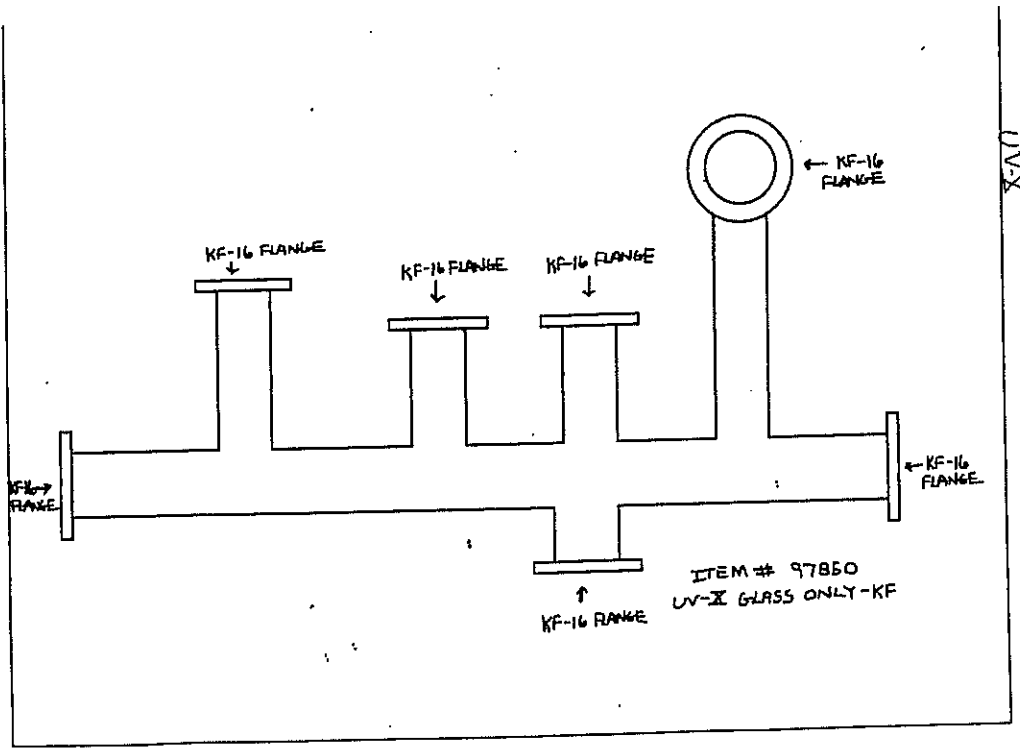 UV-X
← KF-16
FLANGE
KF-16 FLANGE
KF-16 FLANGE
KF-16 FLANGE
KF-16→
FLANGE
← KF-16
FLANGE
ITEM # 97850
UV-X GLASS ONLY-KF
KF-16 FLANGE